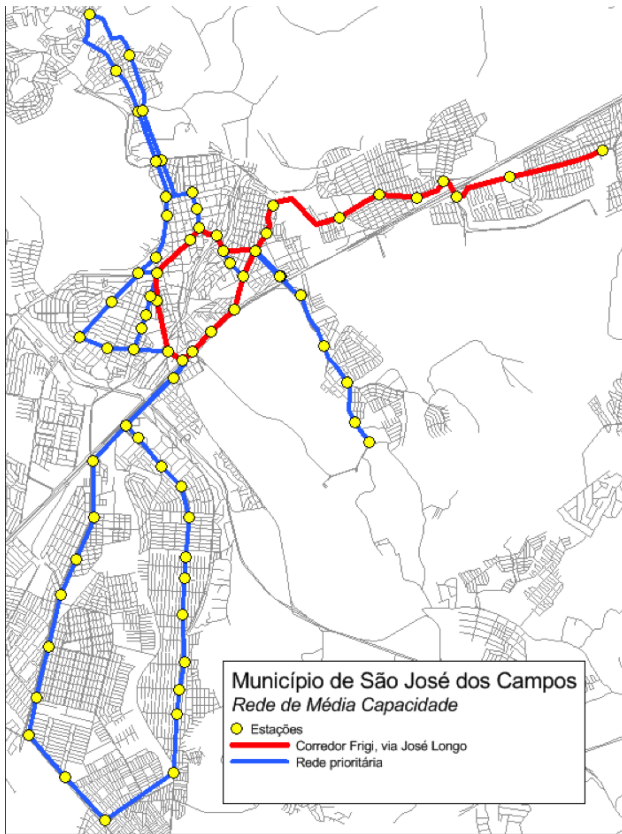 Município de São José dos Campos
Rede de Média Capacidade
Estações
Corredor Frigi, via José Longo
Rede prioritária